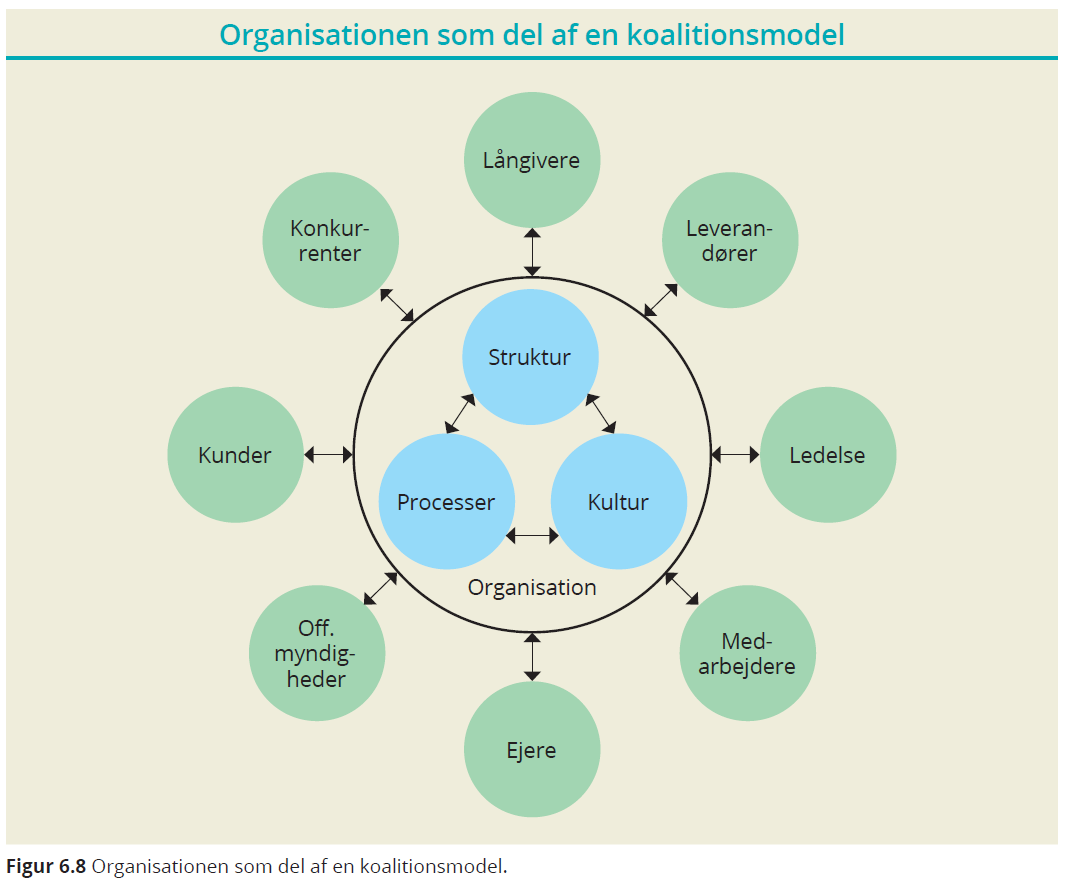 Organisationen som del af en koalitionsmodel
Långivere
Konkur-
renter
Leveran-
dører
Struktur
Kunder
Ledelse
Processer
Kultur
Organisation
Off.
myndig-
heder
Med-
arbejdere
Ejere
Figur 6.8 Organisationen som del af en koalitionsmodel.